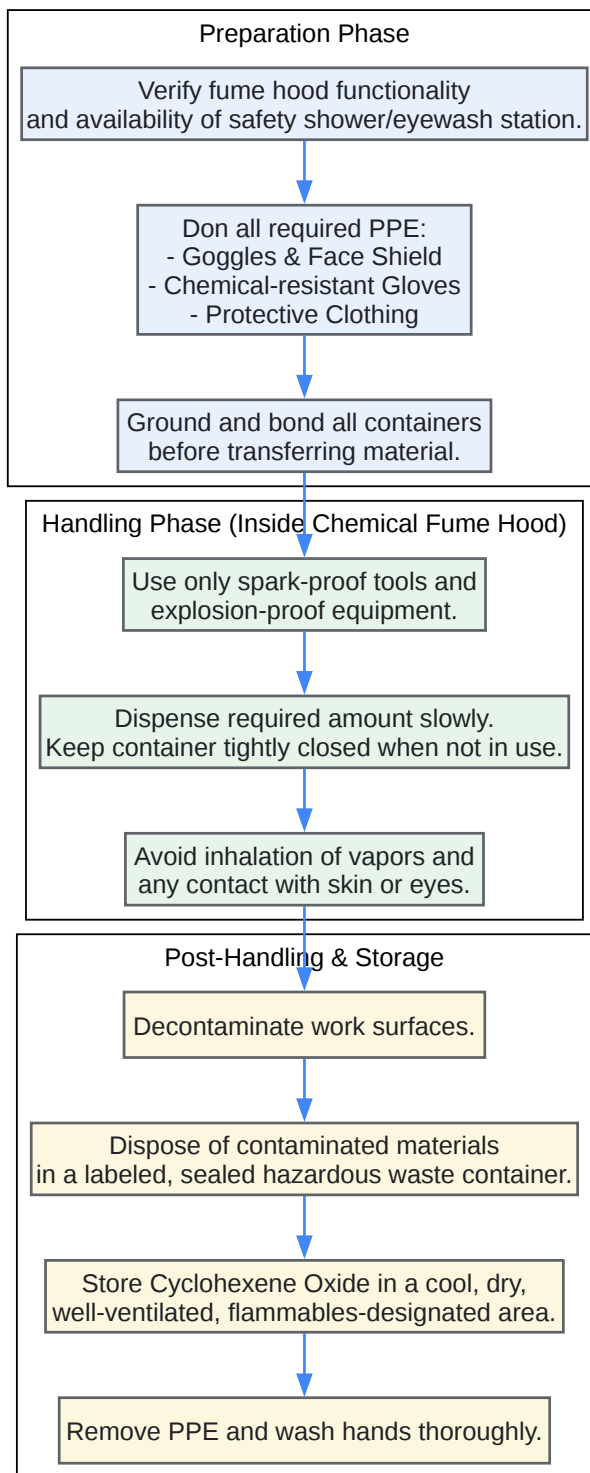 Preparation Phase
Verify fume hood functionality
and availability of safety shower/eyewash station.
Don all required PPE:
- Goggles & Face Shield
- Chemical-resistant Gloves
- Protective Clothing
Ground and bond all containers
before transferring material.
Handling Phase (Inside Chemical Fume Hood)
Use only spark-proof tools and
explosion-proof equipment.
Dispense required amount slowly.
Keep container tightly closed when not in use.
Avoid inhalation of vapors and
any contact with skin or eyes.
Post-Handling & Storage
Decontaminate work surfaces.
Dispose of contaminated materials
in a labeled, sealed hazardous waste container.
Store Cyclohexene Oxide in a cool, dry,
well-ventilated, flammables-designated area.
Remove PPE and wash hands thoroughly.